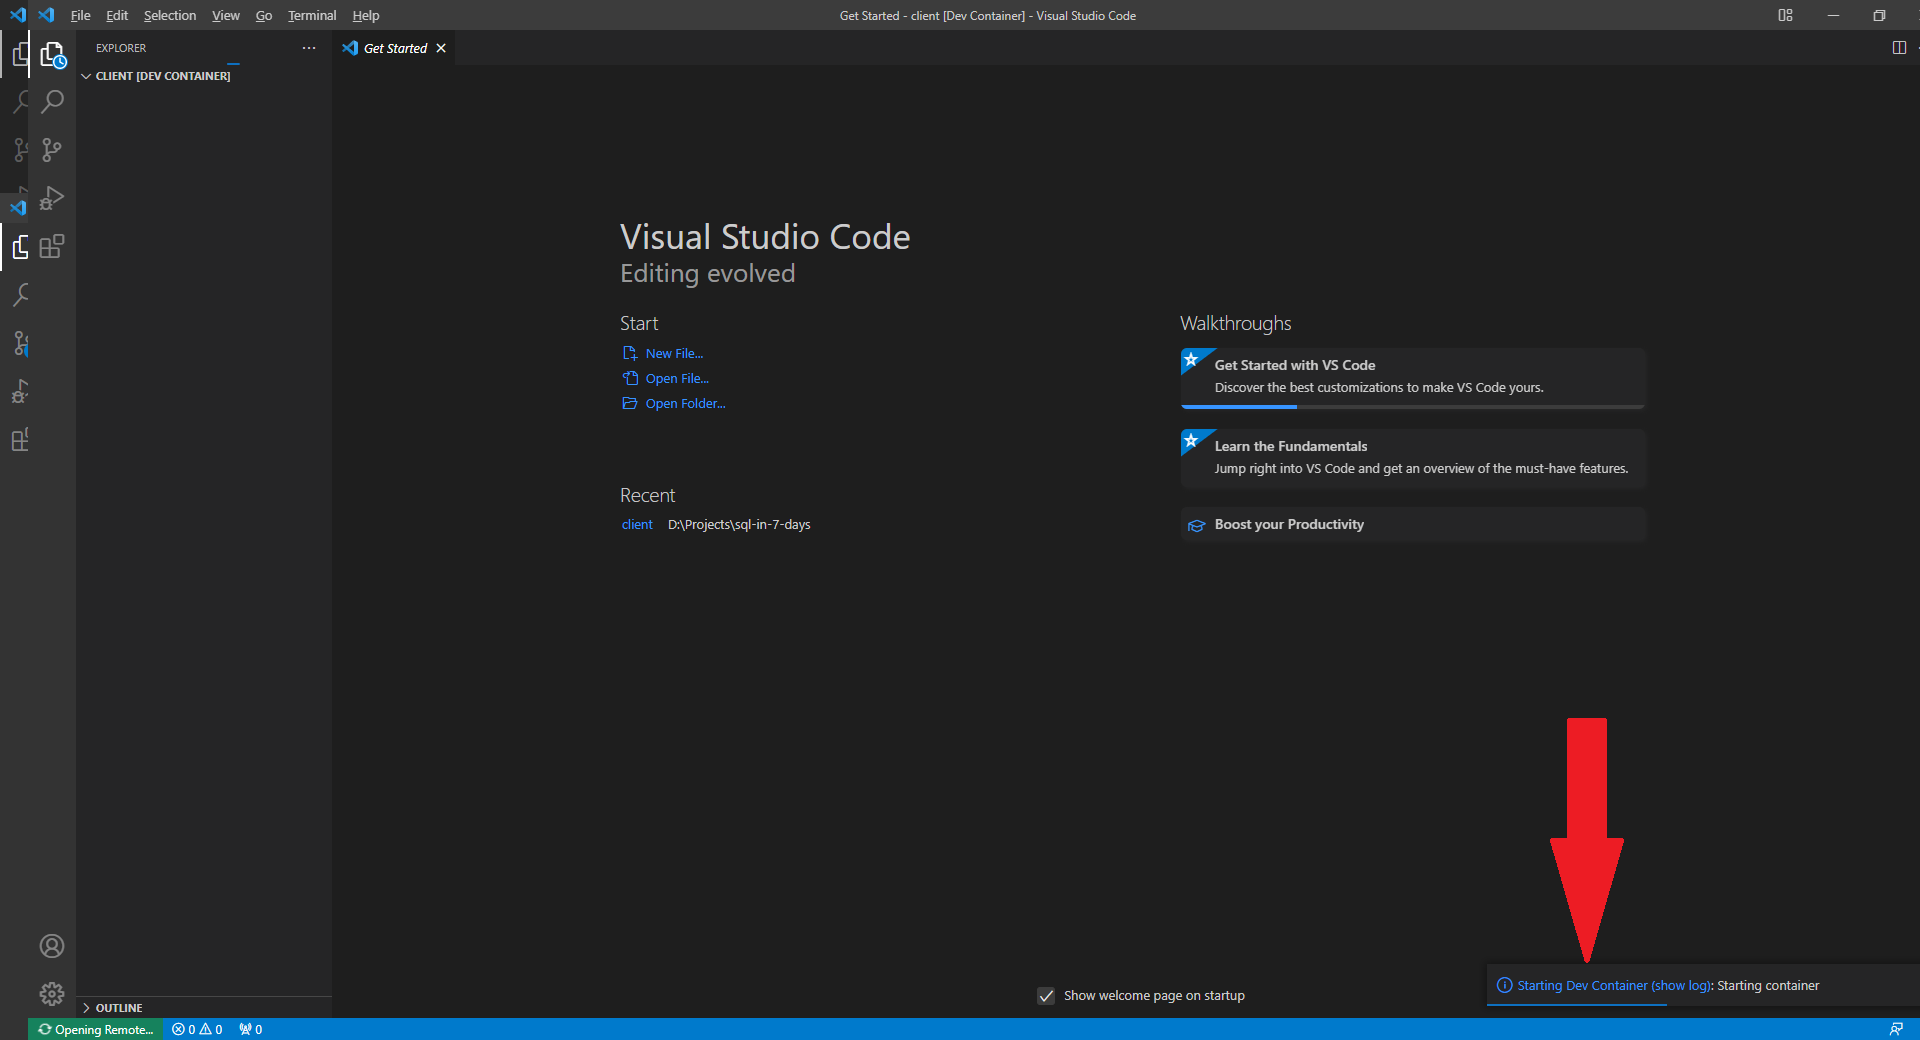 File Edit Selection View Go Terminal Help
Get Started - client [Dev Container] - Visual Studio Code
EXPLORER
Get Started
CLIENT [DEV CONTAINER]
Visual Studio Code
Editing evolved
Start
New File...
Open File...
Open Folder...
Recent
client D:\Projects\sql-in-7-days
Walkthroughs
Get Started with VS Code
Discover the best customizations to make VS Code yours.
Learn the Fundamentals
Jump right into VS Code and get an overview of the must-have features.
Boost your Productivity
Show welcome page on startup
Starting Dev Container (show log): Starting container
OUTLINE
Opening Remote... 0 0 0